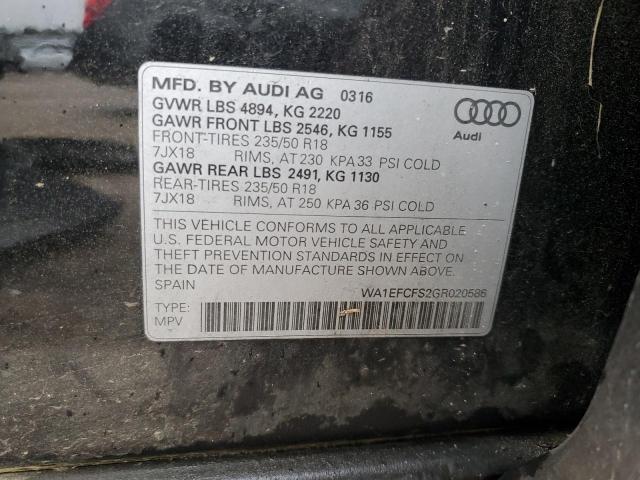 MFD. BY AUDI AG 0316
GVWR LBS 4894, KG 2220
GAWR FRONT LBS 2546, KG 1155
FRONT-TIRES 235/50 R18
7JX18 RIMS, AT 230 KPA 33 PSI COLD
GAWR REAR LBS 2491, KG 1130
REAR-TIRES 235/50 R18
7JX18 RIMS, AT 250 KPA 36 PSI COLD
Audi
THIS VEHICLE CONFORMS TO ALL APPLICABLE
U.S. FEDERAL MOTOR VEHICLE SAFETY AND
THEFT PREVENTION STANDARDS IN EFFECT ON
THE DATE OF MANUFACTURE SHOWN ABOVE.
SPAIN WA1EFCFS2GR020586
TYPE:
MPV